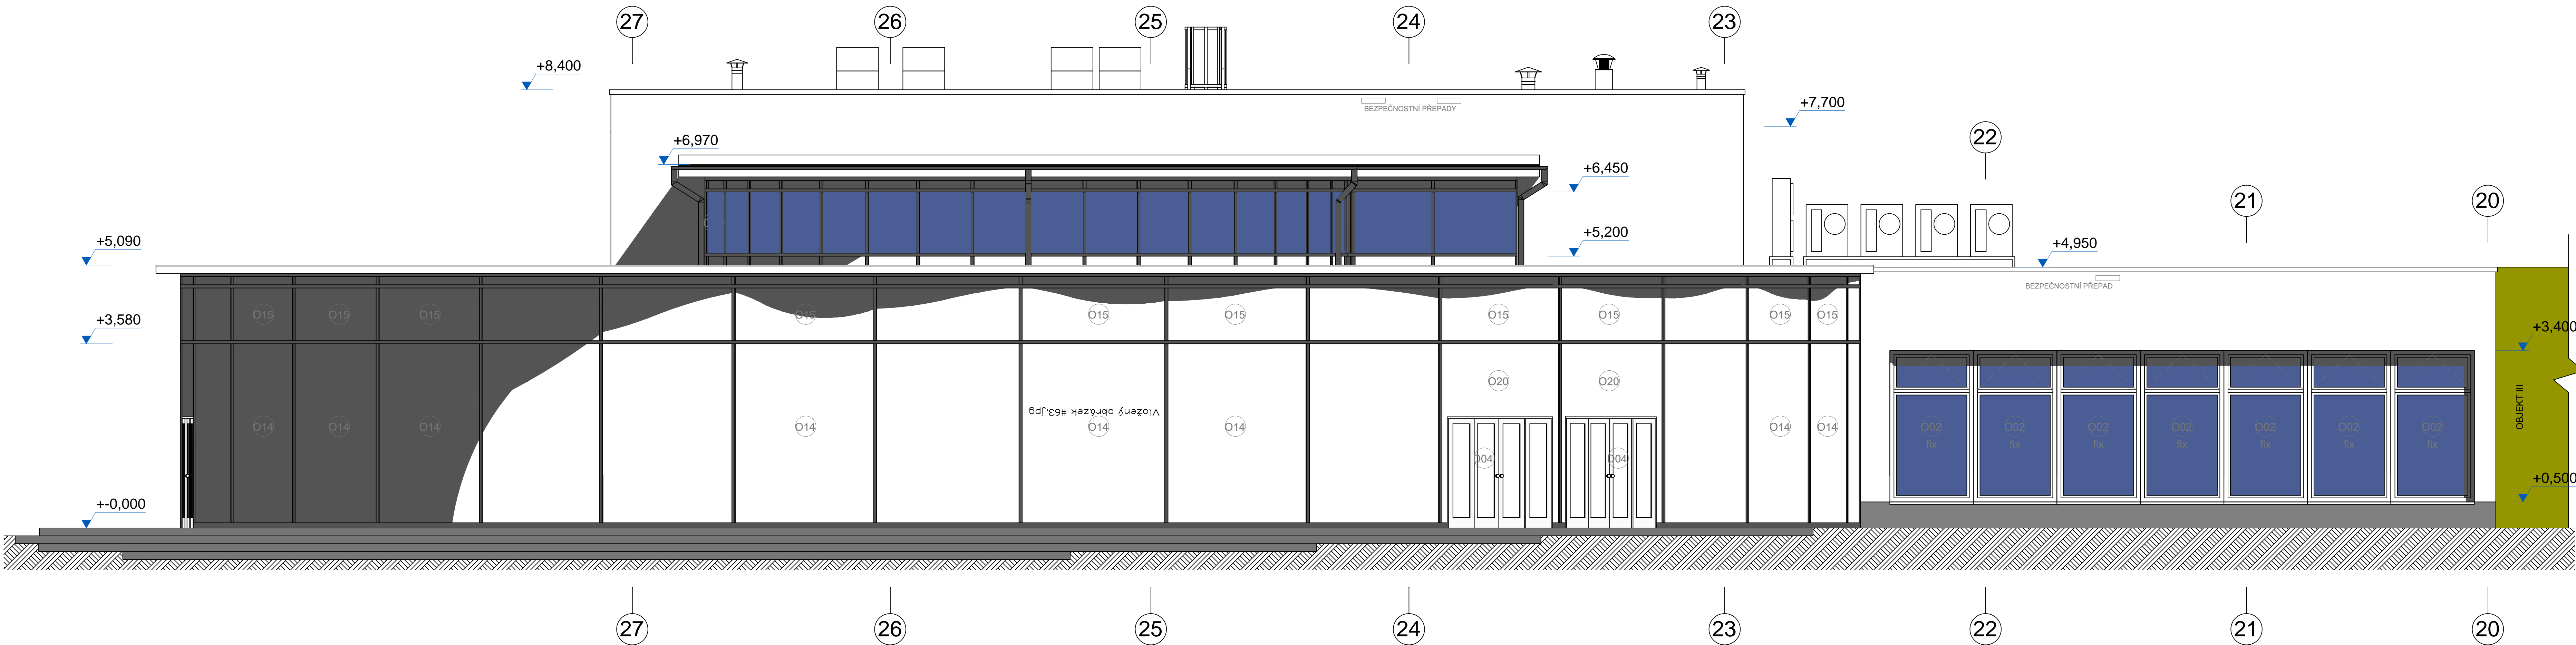 27
26
25
24
23
+8,400
+7,700
BEZPEČNOSTNÍ PŘEPADY
22
+6,970
+6,450
21
20
+5,090
+5,200
+4,950
BEZPEČNOSTNÍ PŘEPAD
O15
O15
O15
O15
O15
O15
O15
O15
O15
O15
+3,580
+3,400
O20
O20
OBJEKT III
Vložený obrázek #63.jpg
O14
O14
O14
O14
O14
O14
O14
O14
O02
O02
O02
O02
O02
O02
O02
fix
fix
fix
fix
fix
fix
fix
D04
D04
+-0,000
+0,500
27
26
25
24
23
22
21
20